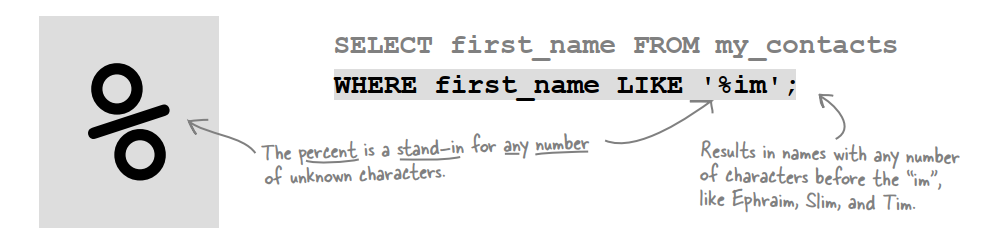 %
SELECT first_name FROM my_contacts
WHERE first_name LIKE '%im';
The percent is a stand-in for any number
of unknown characters.
Results in names with any number
of characters before the "im",
like Ephraim, Slim, and Tim.